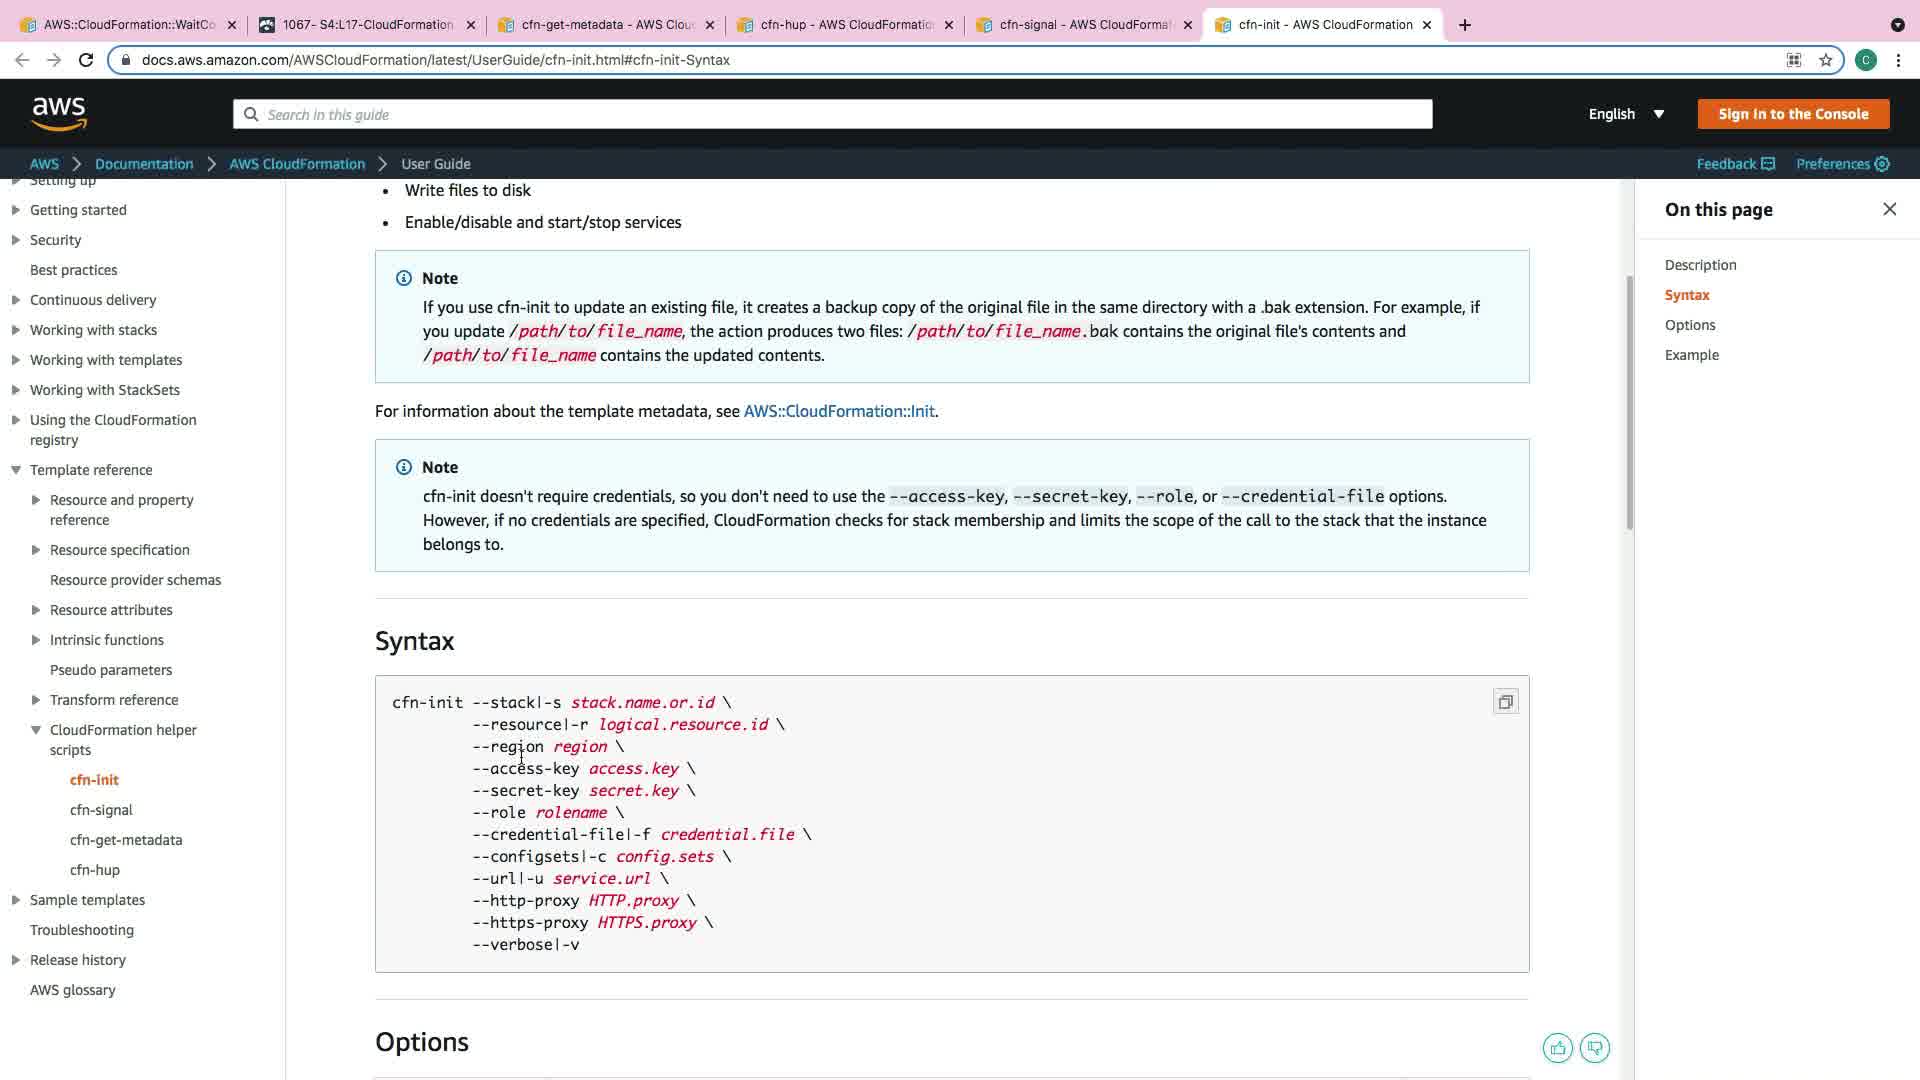 AWS::CloudFormation::WaitCo
1067- S4:L17-CloudFormation
cfn-get-metadata - AWS Clou
cfn-hup - AWS CloudFormatio
cfn-signal - AWS CloudForma
cfn-init - AWS CloudFormation
docs.aws.amazon.com/AWSCloudFormation/latest/UserGuide/cfn-init.html#cfn-init-Syntax
C
aws
Search in this guide
English
Sign In to the Console
AWS
Documentation
AWS CloudFormation
User Guide
Feedback
Preferences
Setting up
Getting started
Security
Best practices
Continuous delivery
Working with stacks
Working with templates
Working with StackSets
Using the CloudFormation
registry
Template reference
Resource and property
reference
Resource specification
Resource provider schemas
Resource attributes
Intrinsic functions
Pseudo parameters
Transform reference
CloudFormation helper
scripts
cfn-init
cfn-signal
cfn-get-metadata
cfn-hup
Sample templates
Troubleshooting
Release history
AWS glossary
• Write files to disk
• Enable/disable and start/stop services
Note
If you use cfn-init to update an existing file, it creates a backup copy of the original file in the same directory with a .bak extension. For example, if
you update /path/to/file_name, the action produces two files: /path/to/file_name.bak contains the original file's contents and
/path/to/file_name contains the updated contents.
For information about the template metadata, see AWS::CloudFormation::Init.
Note
cfn-init doesn't require credentials, so you don't need to use the --access-key, --secret-key, --role, or --credential-file options.
However, if no credentials are specified, CloudFormation checks for stack membership and limits the scope of the call to the stack that the instance
belongs to.
Syntax
cfn-init --stack|-s stack.name.or.id \
--resource|-r logical.resource.id \
--region region \
--access-key access.key \
--secret-key secret.key \
--role rolename \
--credential-file|-f credential.file \
--configsets|-c config.sets \
--url|-u service.url \
--http-proxy HTTP.proxy \
--https-proxy HTTPS.proxy \
--verbose|-v
Options
On this page
Description
Syntax
Options
Example